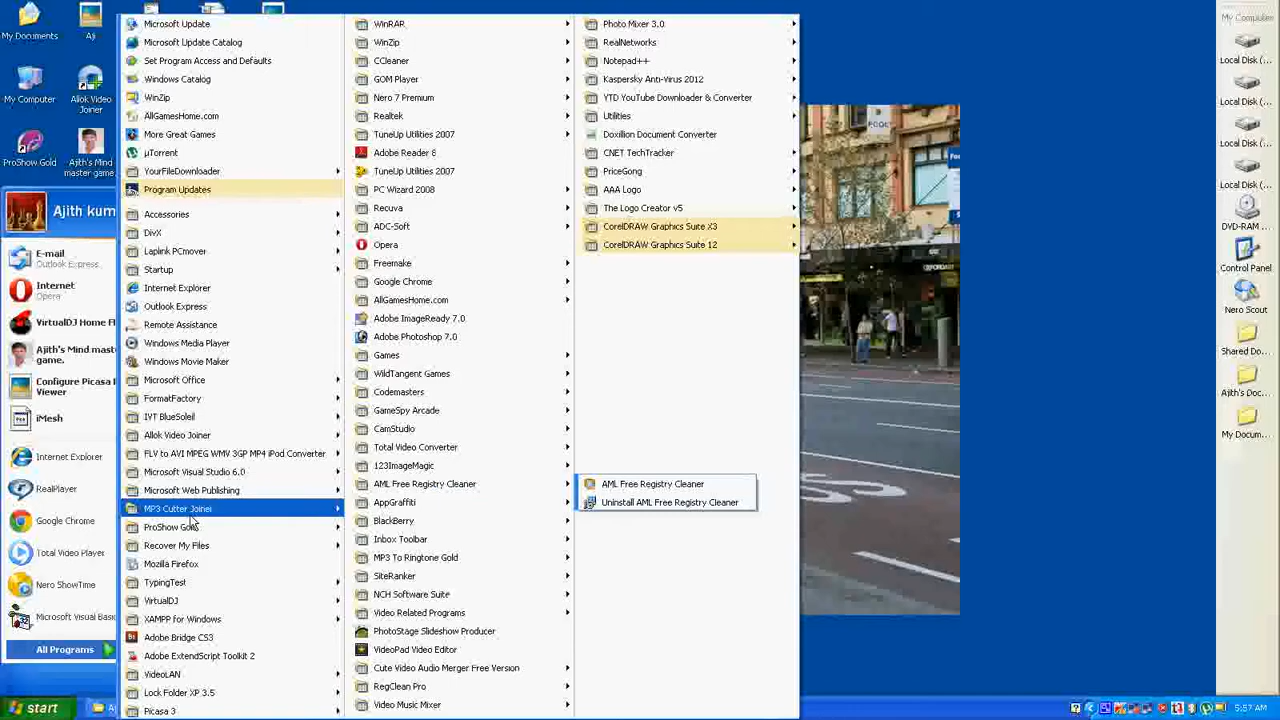 My Documents
Aji
My Computer
Allok Video
Joiner
ProShow Gold
Ajith's Mind
master game.
Ajith kum
E-mail
Outlook Express
Internet
Opera
VirtualDJ Home F
Ajith's Mind mast
game.
Configure Picasa
Viewer
iMesh
Internet Explorer
RealPlayer
Google Chrome
Total Video Player
Nero ShowTime
Microsoft Visual Basi
All Programs
start
Microsoft Update
Microsoft Update Catalog
Set Program Access and Defaults
Windows Catalog
WinZip
AllGamesHome.com
More Great Games
µTorrent
YourFileDownloader
Program Updates
Accessories
DivX
Laplink PCmover
Startup
Internet Explorer
Outlook Express
Remote Assistance
Windows Media Player
Windows Movie Maker
Microsoft Office
FormatFactory
IVT BlueSoleil
Allok Video Joiner
FLV to AVI MPEG WMV 3GP MP4 iPod Converter
Microsoft Visual Studio 6.0
Microsoft Web Publishing
MP3 Cutter Joiner
ProShow Gold
Recover My Files
Mozilla Firefox
TypingTest
VirtualDJ
XAMPP for Windows
Adobe Bridge CS3
Adobe ExtendScript Toolkit 2
VideoLAN
Lock Folder XP 3.5
Picasa 3
WinRAR
WinZip
CCleaner
GOM Player
Nero 7 Premium
Realtek
TuneUp Utilities 2007
Adobe Reader 8
TuneUp Utilities 2007
PC Wizard 2008
Recuva
ADC-Soft
Opera
Freemake
Google Chrome
AllGamesHome.com
Adobe ImageReady 7.0
Adobe Photoshop 7.0
Games
WildTangent Games
Codemasters
GameSpy Arcade
CamStudio
Total Video Converter
123ImageMagic
AML Free Registry Cleaner
AppGraffiti
BlackBerry
Inbox Toolbar
MP3 To Ringtone Gold
SiteRanker
NCH Software Suite
Video Related Programs
PhotoStage Slideshow Producer
VideoPad Video Editor
Cute Video Audio Merger Free Version
RegClean Pro
Video Music Mixer
Photo Mixer 3.0
RealNetworks
Notepad++
Kaspersky Anti-Virus 2012
YTD YouTube Downloader & Converter
Utilities
Doxillion Document Converter
CNET TechTracker
PriceGong
AAA Logo
The Logo Creator v5
CorelDRAW Graphics Suite X3
CorelDRAW Graphics Suite 12
AML Free Registry Cleaner
Uninstall AML Free Registry Cleaner
My Computer
Local Disk (...
Local Disk (...
Local Disk (...
Local Disk (...
DVD-RAM ...
Control Panel
Nero Scout
Shared Do...
Ajith's Doc...
My Docum...
5:57 AM